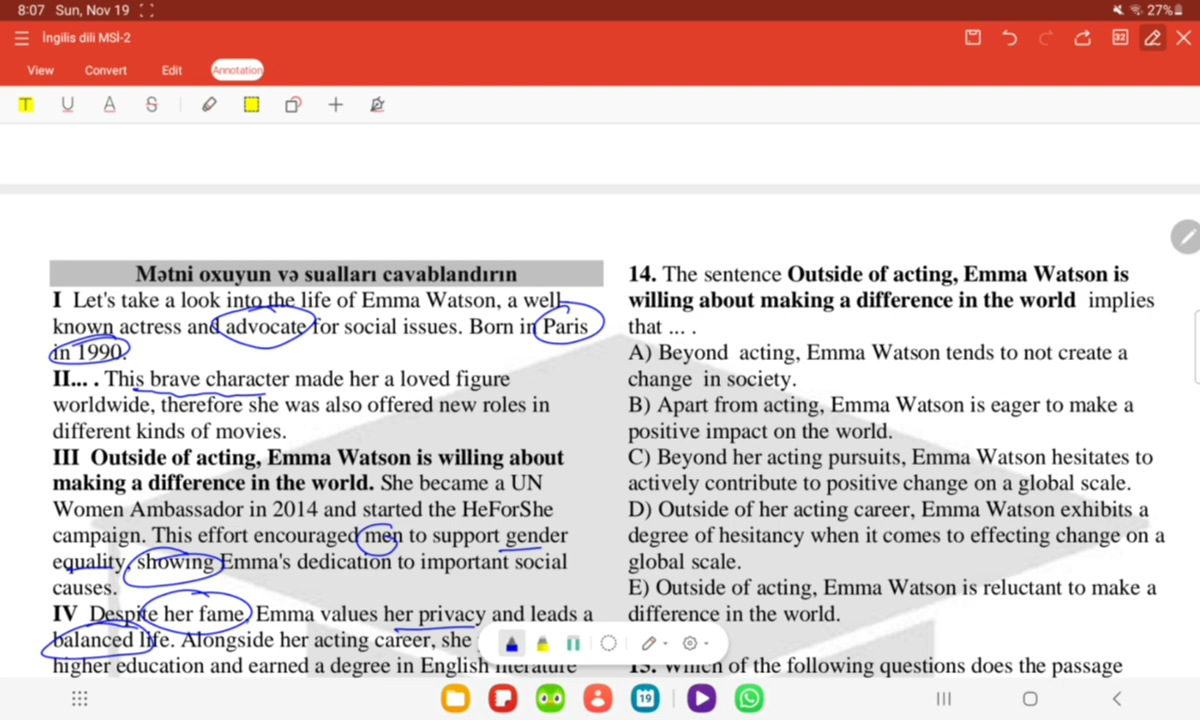 8:07 Sun, Nov 19
27%
İngilis dili MSİ-2
32
View Convert Edit Annotation
T U A S
Mətni oxuyun və sualları cavablandırın
I Let's take a look into the life of Emma Watson, a well-
known actress and advocate for social issues. Born in Paris
in 1990.
II... . This brave character made her a loved figure
worldwide, therefore she was also offered new roles in
different kinds of movies.
III Outside of acting, Emma Watson is willing about
making a difference in the world. She became a UN
Women Ambassador in 2014 and started the HeForShe
campaign. This effort encouraged men to support gender
equality, showing Emma's dedication to important social
causes.
IV Despite her fame, Emma values her privacy and leads a
balanced life. Alongside her acting career, she
higher education and earned a degree in English literature
14. The sentence Outside of acting, Emma Watson is
willing about making a difference in the world implies
that ... .
A) Beyond acting, Emma Watson tends to not create a
change in society.
B) Apart from acting, Emma Watson is eager to make a
positive impact on the world.
C) Beyond her acting pursuits, Emma Watson hesitates to
actively contribute to positive change on a global scale.
D) Outside of her acting career, Emma Watson exhibits a
degree of hesitancy when it comes to effecting change on a
global scale.
E) Outside of acting, Emma Watson is reluctant to make a
difference in the world.
15. Which of the following questions does the passage
19